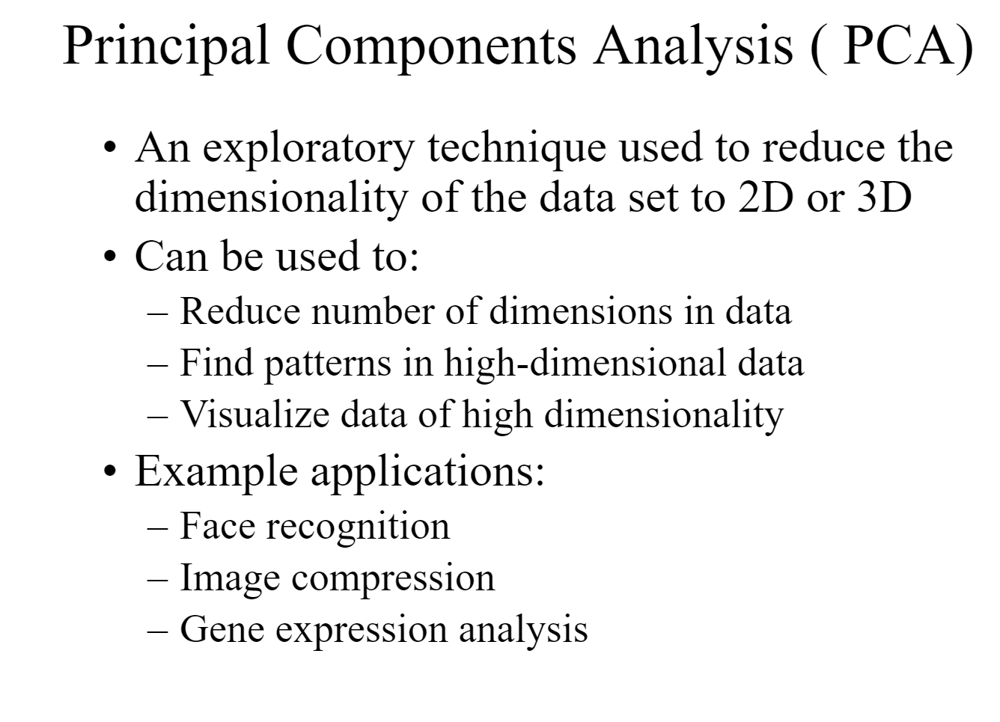 Principal Components Analysis ( PCA)
• An exploratory technique used to reduce the
dimensionality of the data set to 2D or 3D
• Can be used to:
– Reduce number of dimensions in data
– Find patterns in high-dimensional data
– Visualize data of high dimensionality
• Example applications:
– Face recognition
– Image compression
– Gene expression analysis